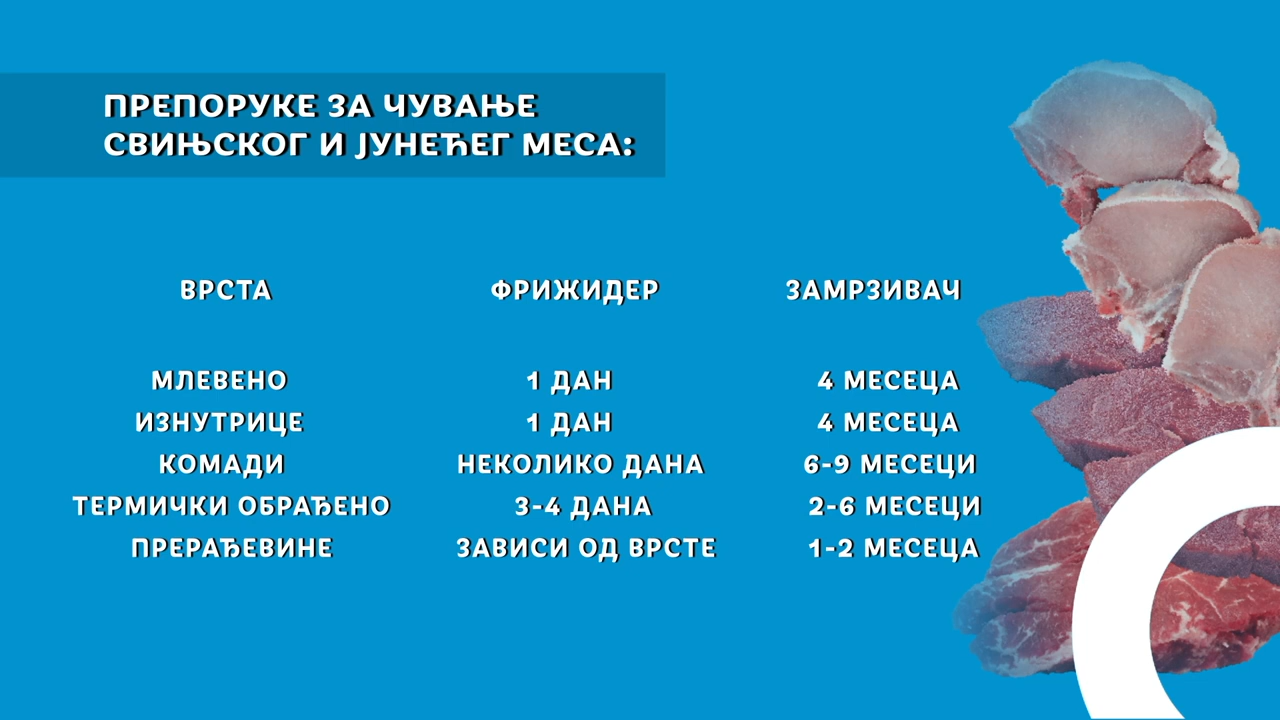 ПРЕПОРУКЕ ЗА ЧУВАЊЕ
СВИЊСКОГ И ЈУНЕЋЕГ МЕСА:
ВРСТА ФРИЖИДЕР ЗАМРЗИВАЧ
МЛЕВЕНО 1 ДАН 4 МЕСЕЦА
ИЗНУТРИЦЕ 1 ДАН 4 МЕСЕЦА
КОМАДИ НЕКОЛИКО ДАНА 6-9 МЕСЕЦИ
ТЕРМИЧКИ ОБРАЂЕНО 3-4 ДАНА 2-6 МЕСЕЦИ
ПРЕРАЂЕВИНЕ ЗАВИСИ ОД ВРСТЕ 1-2 МЕСЕЦА